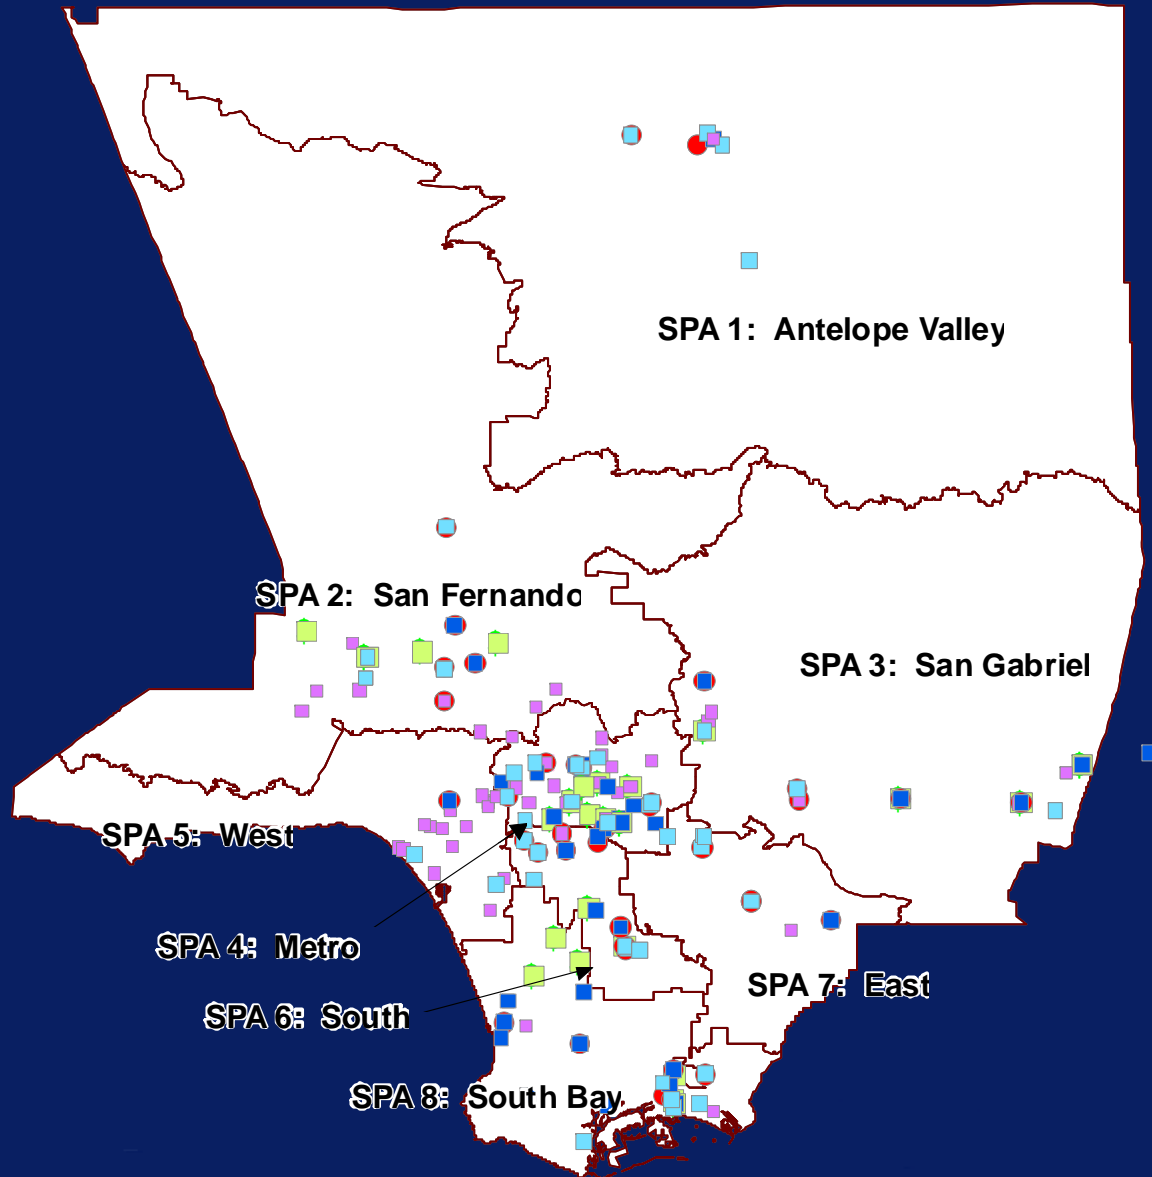 SPA 1: Antelope Valley
SPA 2: San Fernando
SPA 3: San Gabriel
SPA 5: West
SPA 4: Metro
SPA 7: East
SPA 6: South
SPA 8: South Bay